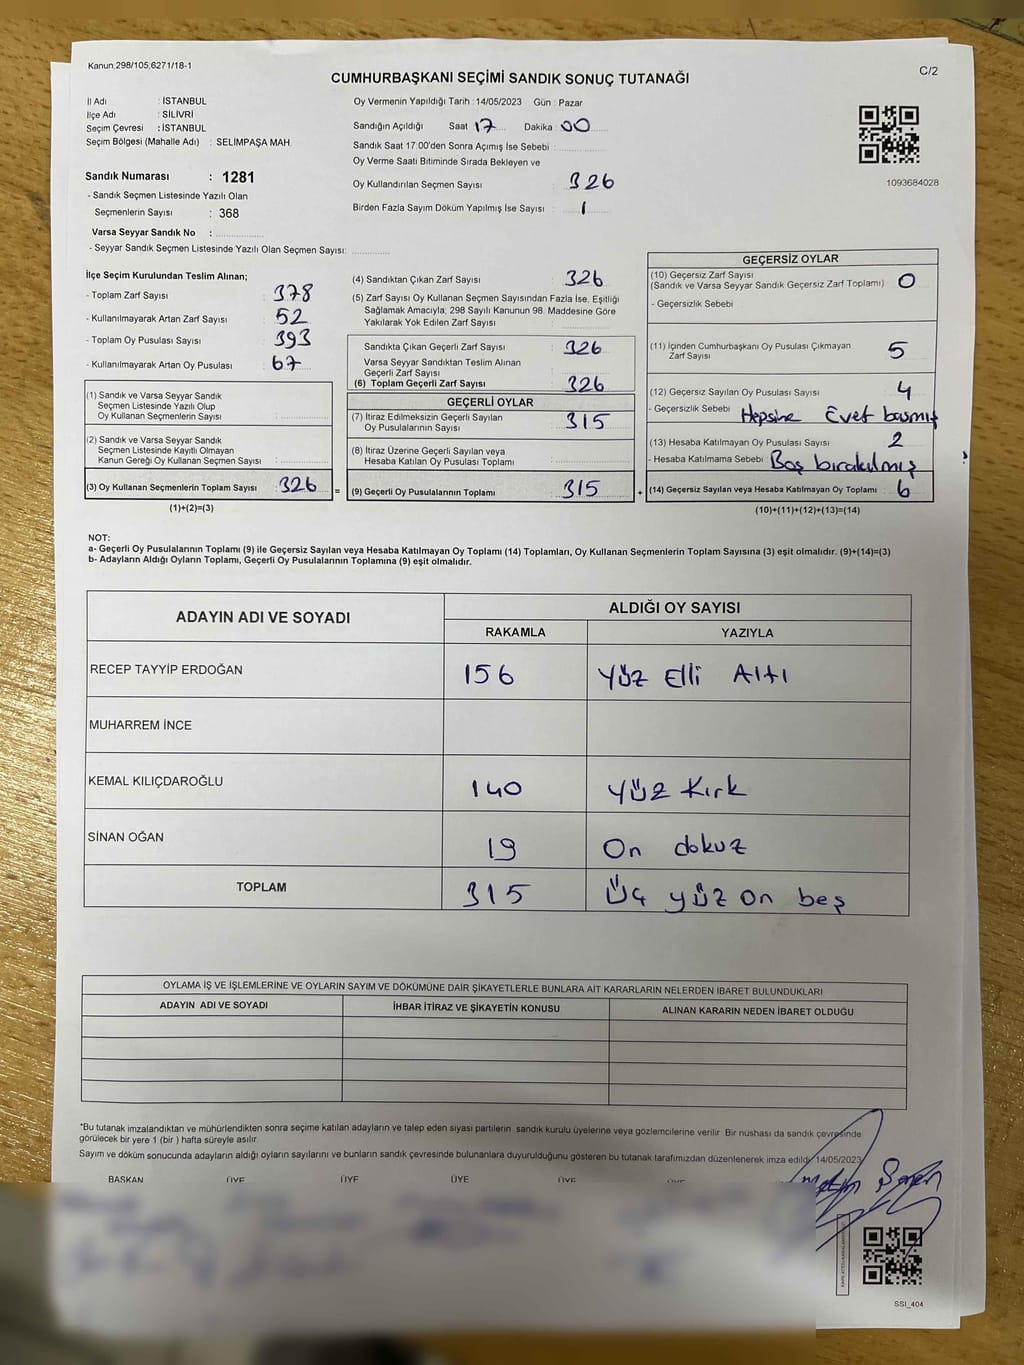 Kanun,298/105,6271/18-1
CUMHURBAŞKANI SEÇİMİ SANDIK SONUÇ TUTANAĞI
C/2
İl Adı : İSTANBUL
İlçe Adı : SİLİVRİ
Seçim Çevresi : İSTANBUL
Seçim Bölgesi (Mahalle Adı) : SELİMPAŞA MAH.
Sandık Numarası : 1281
- Sandık Seçmen Listesinde Yazılı Olan
Seçmenlerin Sayısı : 368
Varsa Seyyar Sandık No :
- Seyyar Sandık Seçmen Listesinde Yazılı Olan Seçmen Sayısı:
Oy Vermenin Yapıldığı Tarih : 14/05/2023 Gün : Pazar
Sandığın Açıldığı Saat 17 Dakika 00
Sandık Saat 17:00'den Sonra Açımış İse Sebebi :
Oy Verme Saati Bitiminde Sırada Bekleyen ve
Oy Kullandırılan Seçmen Sayısı : 326
Birden Fazla Sayım Döküm Yapılmış İse Sayısı : 1
1093684028
İlçe Seçim Kurulundan Teslim Alınan;
- Toplam Zarf Sayısı : 378
- Kullanılmayarak Artan Zarf Sayısı : 52
- Toplam Oy Pusulası Sayısı : 393
- Kullanılmayarak Artan Oy Pusulası : 67
(1) Sandık ve Varsa Seyyar Sandık
Seçmen Listesinde Yazılı Olup
Oy Kullanan Seçmenlerin Sayısı :
(2) Sandık ve Varsa Seyyar Sandık
Seçmen Listesinde Kayıtlı Olmayan
Kanun Gereği Oy Kullanan Seçmen Sayısı :
(3) Oy Kullanan Seçmenlerin Toplam Sayısı : 326
(1)+(2)=(3)
=
(4) Sandıktan Çıkan Zarf Sayısı : 326
(5) Zarf Sayısı Oy Kullanan Seçmen Sayısından Fazla İse, Eşitliği
Sağlamak Amacıyla, 298 Sayılı Kanunun 98. Maddesine Göre
Yakılarak Yok Edilen Zarf Sayısı :
Sandıkta Çıkan Geçerli Zarf Sayısı : 326
Varsa Seyyar Sandıktan Teslim Alınan
Geçerli Zarf Sayısı :
(6) Toplam Geçerli Zarf Sayısı : 326
GEÇERLİ OYLAR
(7) İtiraz Edilmeksizin Geçerli Sayılan
Oy Pusulalarının Sayısı : 315
(8) İtiraz Üzerine Geçerli Sayılan veya
Hesaba Katılan Oy Pusulası Toplamı :
(9) Geçerli Oy Pusulalarının Toplamı : 315
+
GEÇERSİZ OYLAR
(10) Geçersiz Zarf Sayısı
(Sandık ve Varsa Seyyar Sandık Geçersiz Zarf Toplamı) : 0
- Geçersizlik Sebebi
(11) İçinden Cumhurbaşkanı Oy Pusulası Çıkmayan
Zarf Sayısı : 5
(12) Geçersiz Sayılan Oy Pusulası Sayısı : 4
- Geçersizlik Sebebi : Hepsine Evet basmış
(13) Hesaba Katılmayan Oy Pusulası Sayısı : 2
- Hesaba Katılmama Sebebi : Boş bırakılmış
(14) Geçersiz Sayılan veya Hesaba Katılmayan Oy Toplamı : 6
(10)+(11)+(12)+(13)=(14)
NOT:
a- Geçerli Oy Pusulalarının Toplamı (9) ile Geçersiz Sayılan veya Hesaba Katılmayan Oy Toplamı (14) Toplamları, Oy Kullanan Seçmenlerin Toplam Sayısına (3) eşit olmalıdır. (9)+(14)=(3)
b- Adayların Aldığı Oyların Toplamı, Geçerli Oy Pusulalarının Toplamına (9) eşit olmalıdır.
ADAYIN ADI VE SOYADI
ALDIĞI OY SAYISI
RAKAMLA YAZIYLA
RECEP TAYYİP ERDOĞAN 156 Yüz Elli Altı
MUHARREM İNCE
KEMAL KILIÇDAROĞLU 140 yüz Kırk
SİNAN OĞAN 19 On dokuz
TOPLAM 315 Üç yüz on beş
OYLAMA İŞ VE İŞLEMLERİNE VE OYLARIN SAYIM VE DÖKÜMÜNE DAİR ŞİKAYETLERLE BUNLARA AİT KARARLARIN NELERDEN İBARET BULUNDUKLARI
ADAYIN ADI VE SOYADI İHBAR İTİRAZ VE ŞİKAYETİN KONUSU ALINAN KARARIN NEDEN İBARET OLDUĞU
*Bu tutanak imzalandıktan ve mühürlendikten sonra seçime katılan adayların ve talep eden siyasi partilerin sandık kurulu üyelerine veya gözlemcilerine verilir. Bir nüshası da sandık çevresinde
görülecek bir yere 1 (bir) hafta süreyle asılır.
Sayım ve döküm sonucunda adayların aldığı oyların sayılarını ve bunların sandık çevresinde bulunanlara duyurulduğunu gösteren bu tutanak tarafımızdan düzenlenerek imza edildi. 14/05/2023
BAŞKAN ÜYE ÜYE ÜYE ÜYE ÜYE
SSI_404